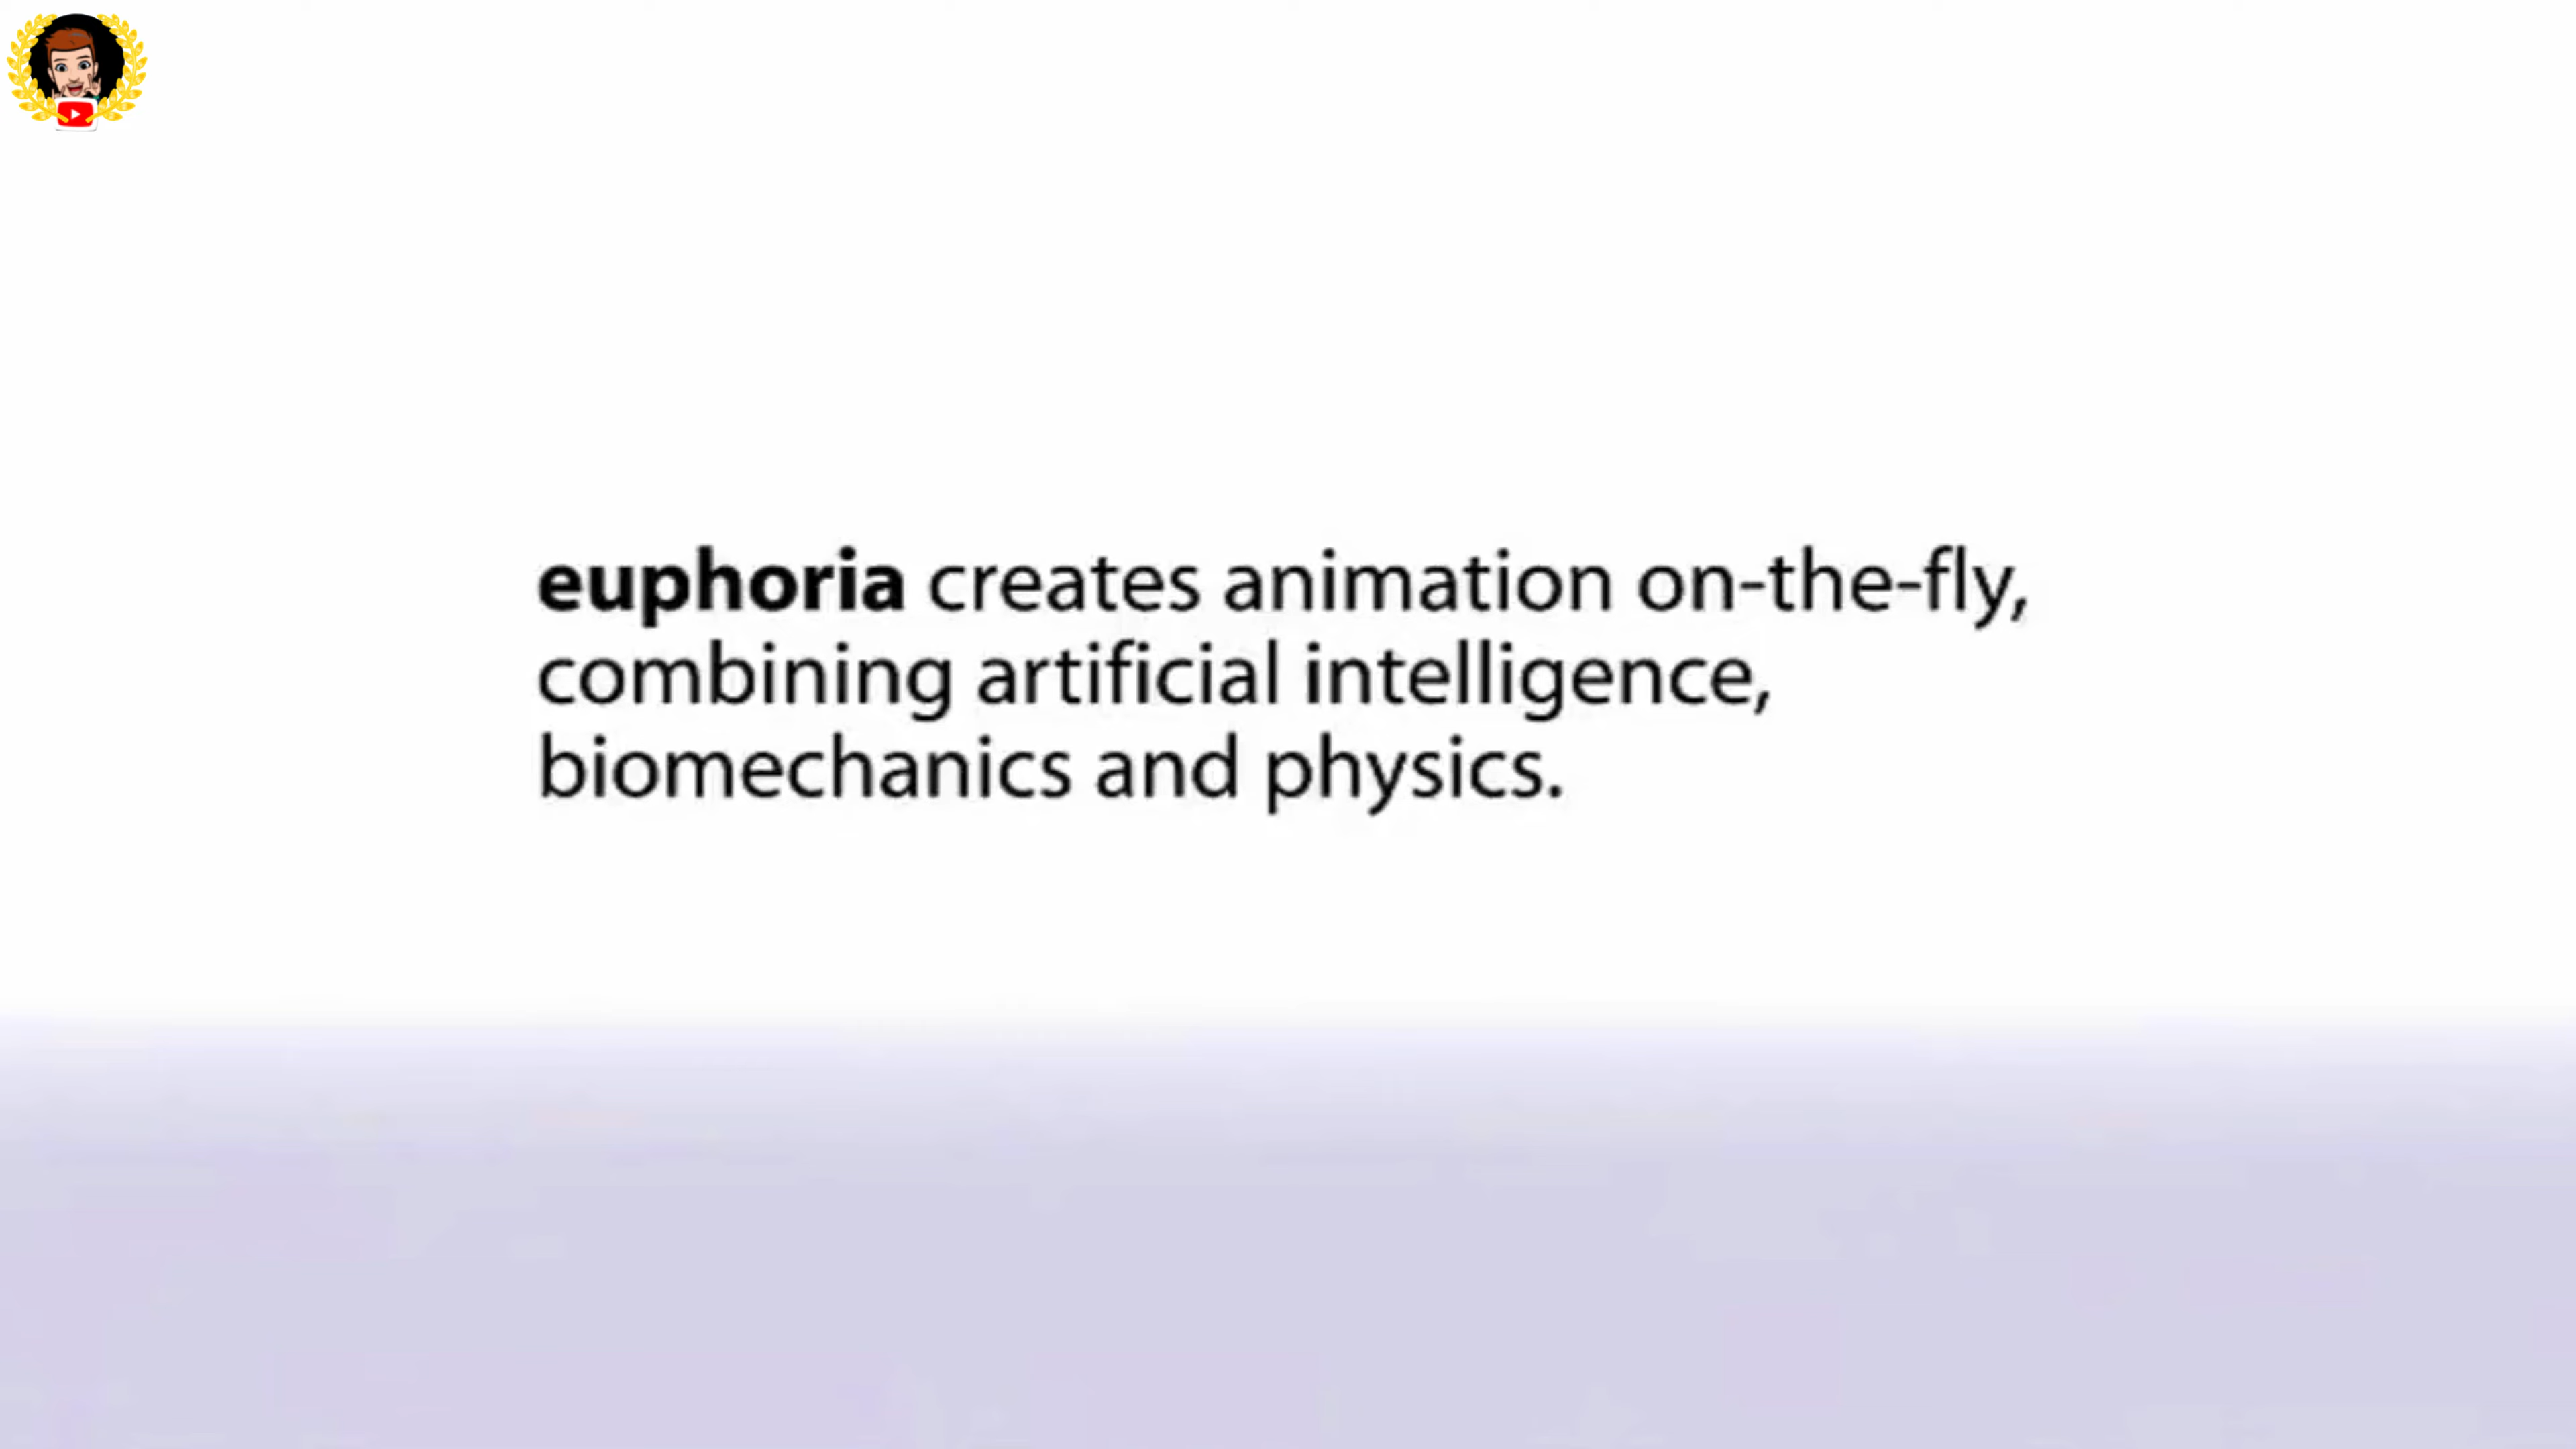 euphoria creates animation on-the-fly,
combining artificial intelligence,
biomechanics and physics.